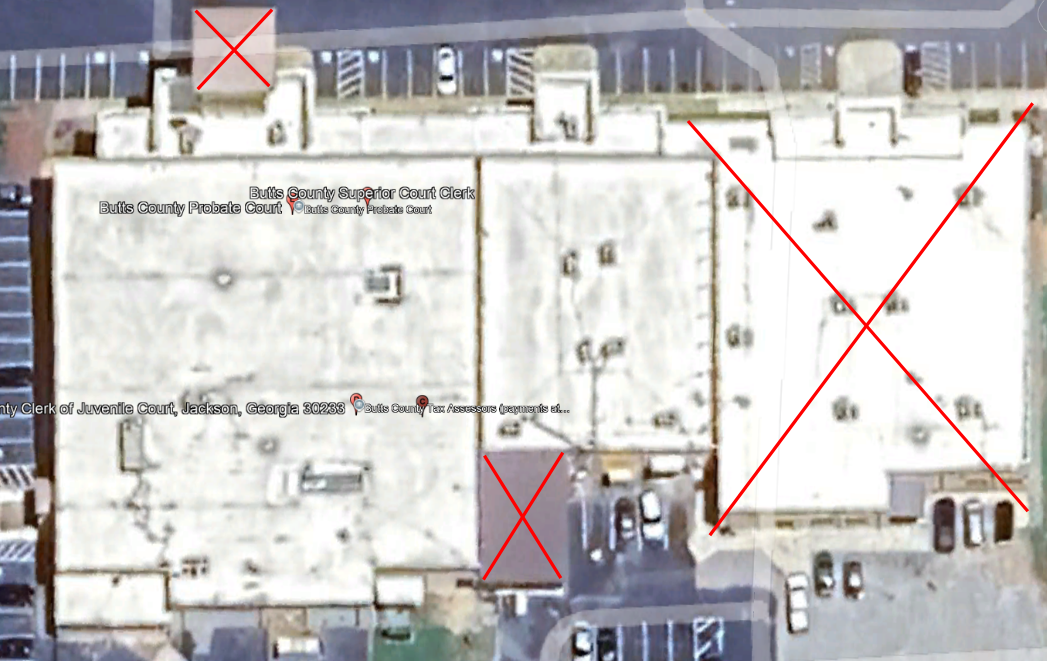 Butts County Superior Court Clerk
Butts County Probate Court
Butts County Probate Court
nty Clerk of Juvenile Court, Jackson, Georgia 30233
Butts County Tax Assessors (payments at...